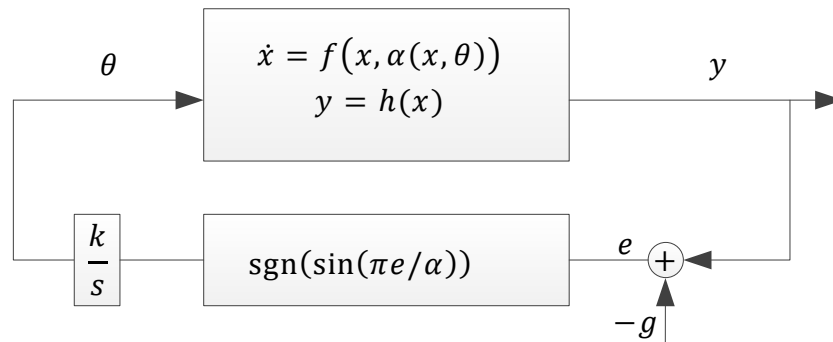 ẋ = f(x, α(x, θ))
y = h(x)
θ
y
k
s
sgn(sin(πe/α))
e
+
−g